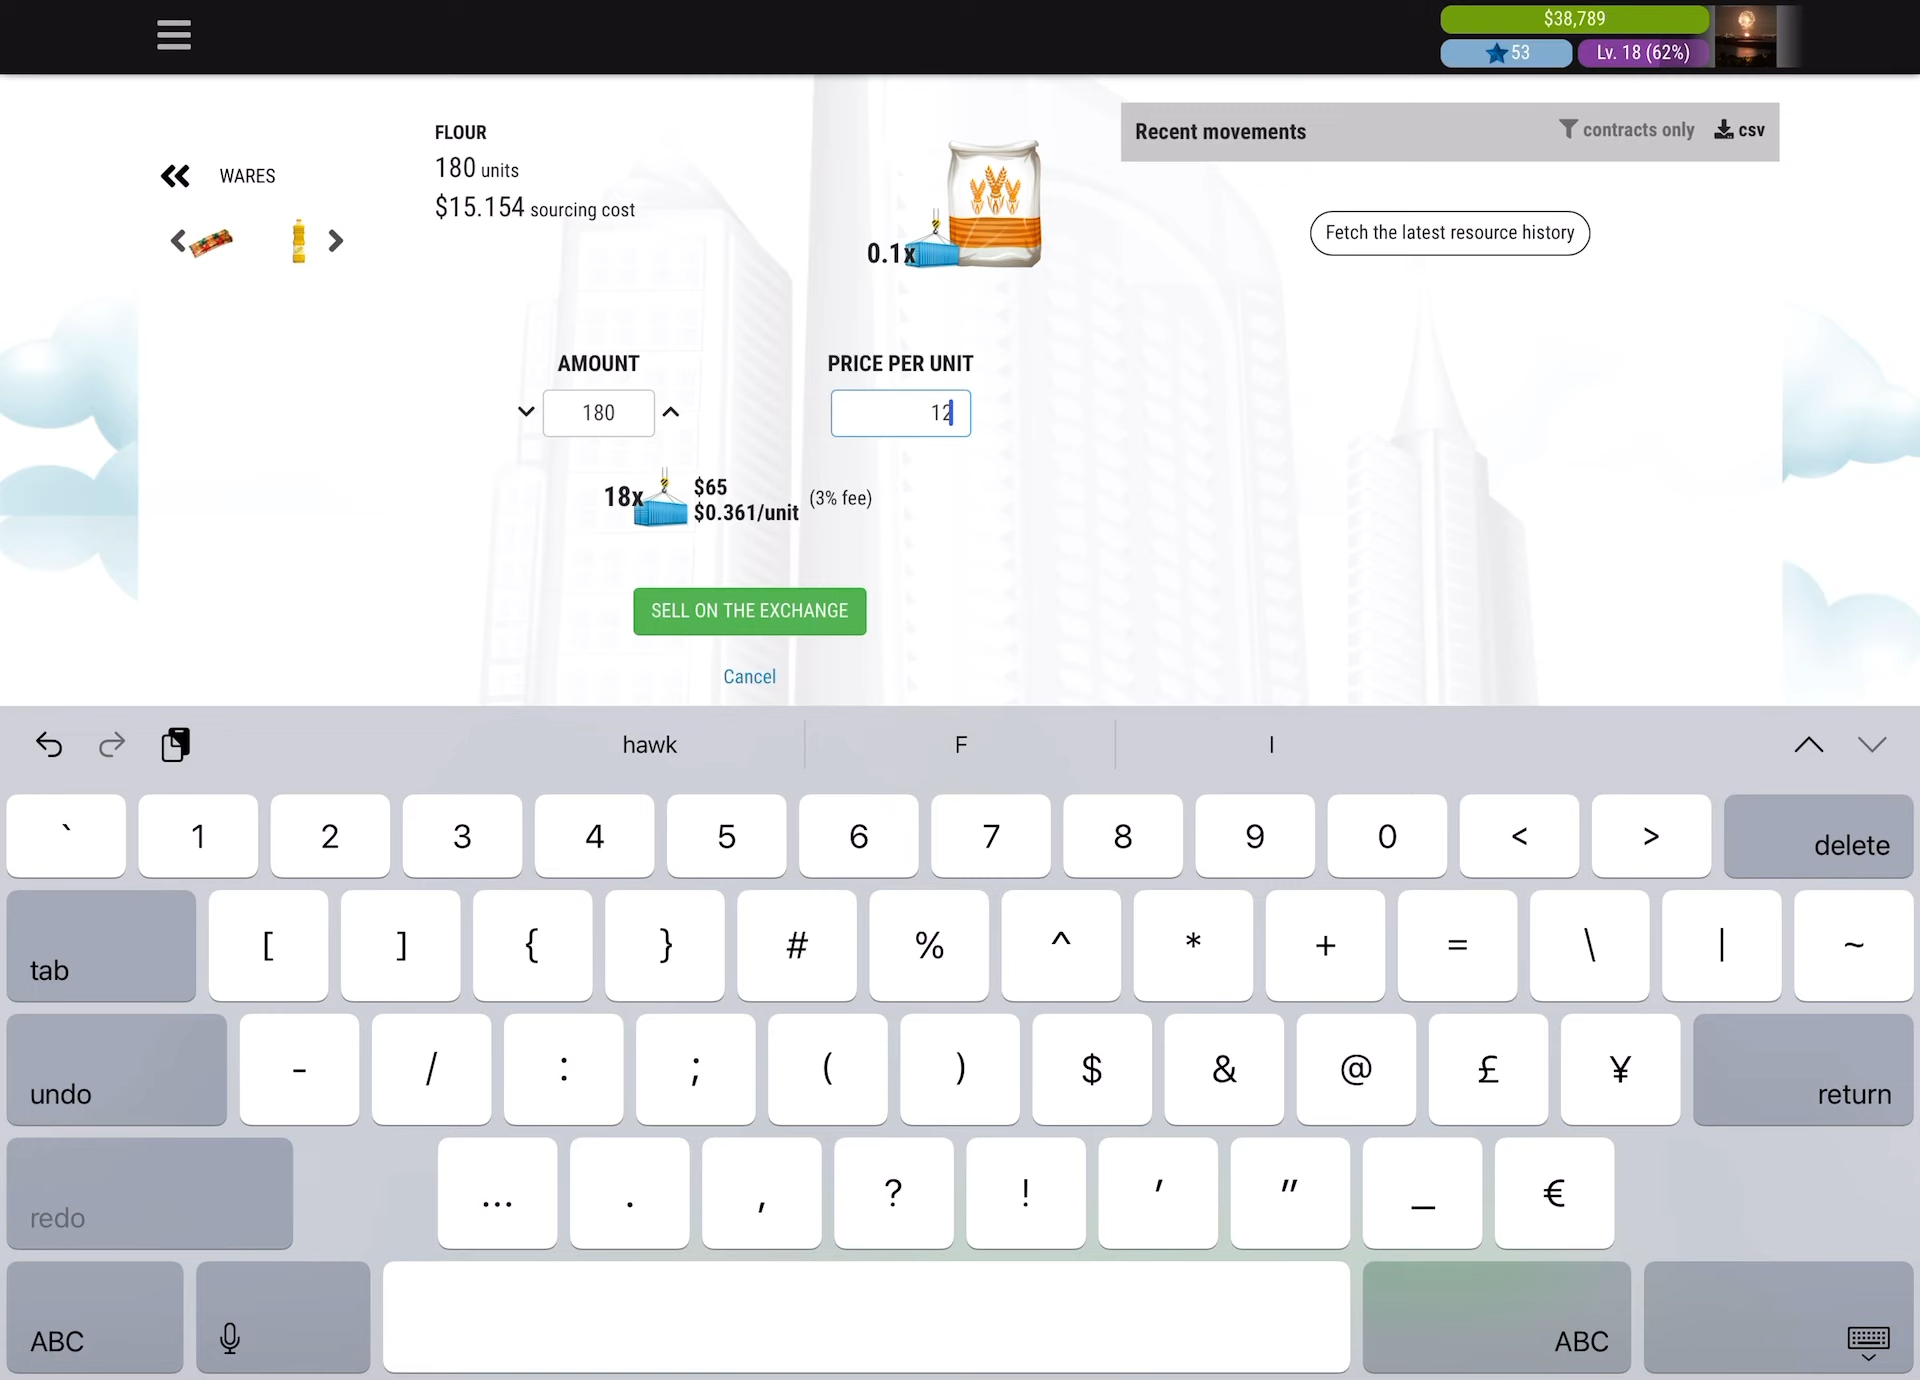 $38,789
53
Lv. 18 (62%)
WARES
FLOUR
180 units
$15.154 sourcing cost
0.1x
Recent movements
contracts only
csv
Fetch the latest resource history
AMOUNT
PRICE PER UNIT
180
12
18x
$65
$0.361/unit
(3% fee)
SELL ON THE EXCHANGE
Cancel
hawk F I
` 1 2 3 4 5 6 7 8 9 0 < > delete
tab [ ] { } # % ^ * + = \ | ~
undo - / : ; ( ) $ & @ £ ¥ return
redo ... . , ? ! ' " _ €
ABC ABC